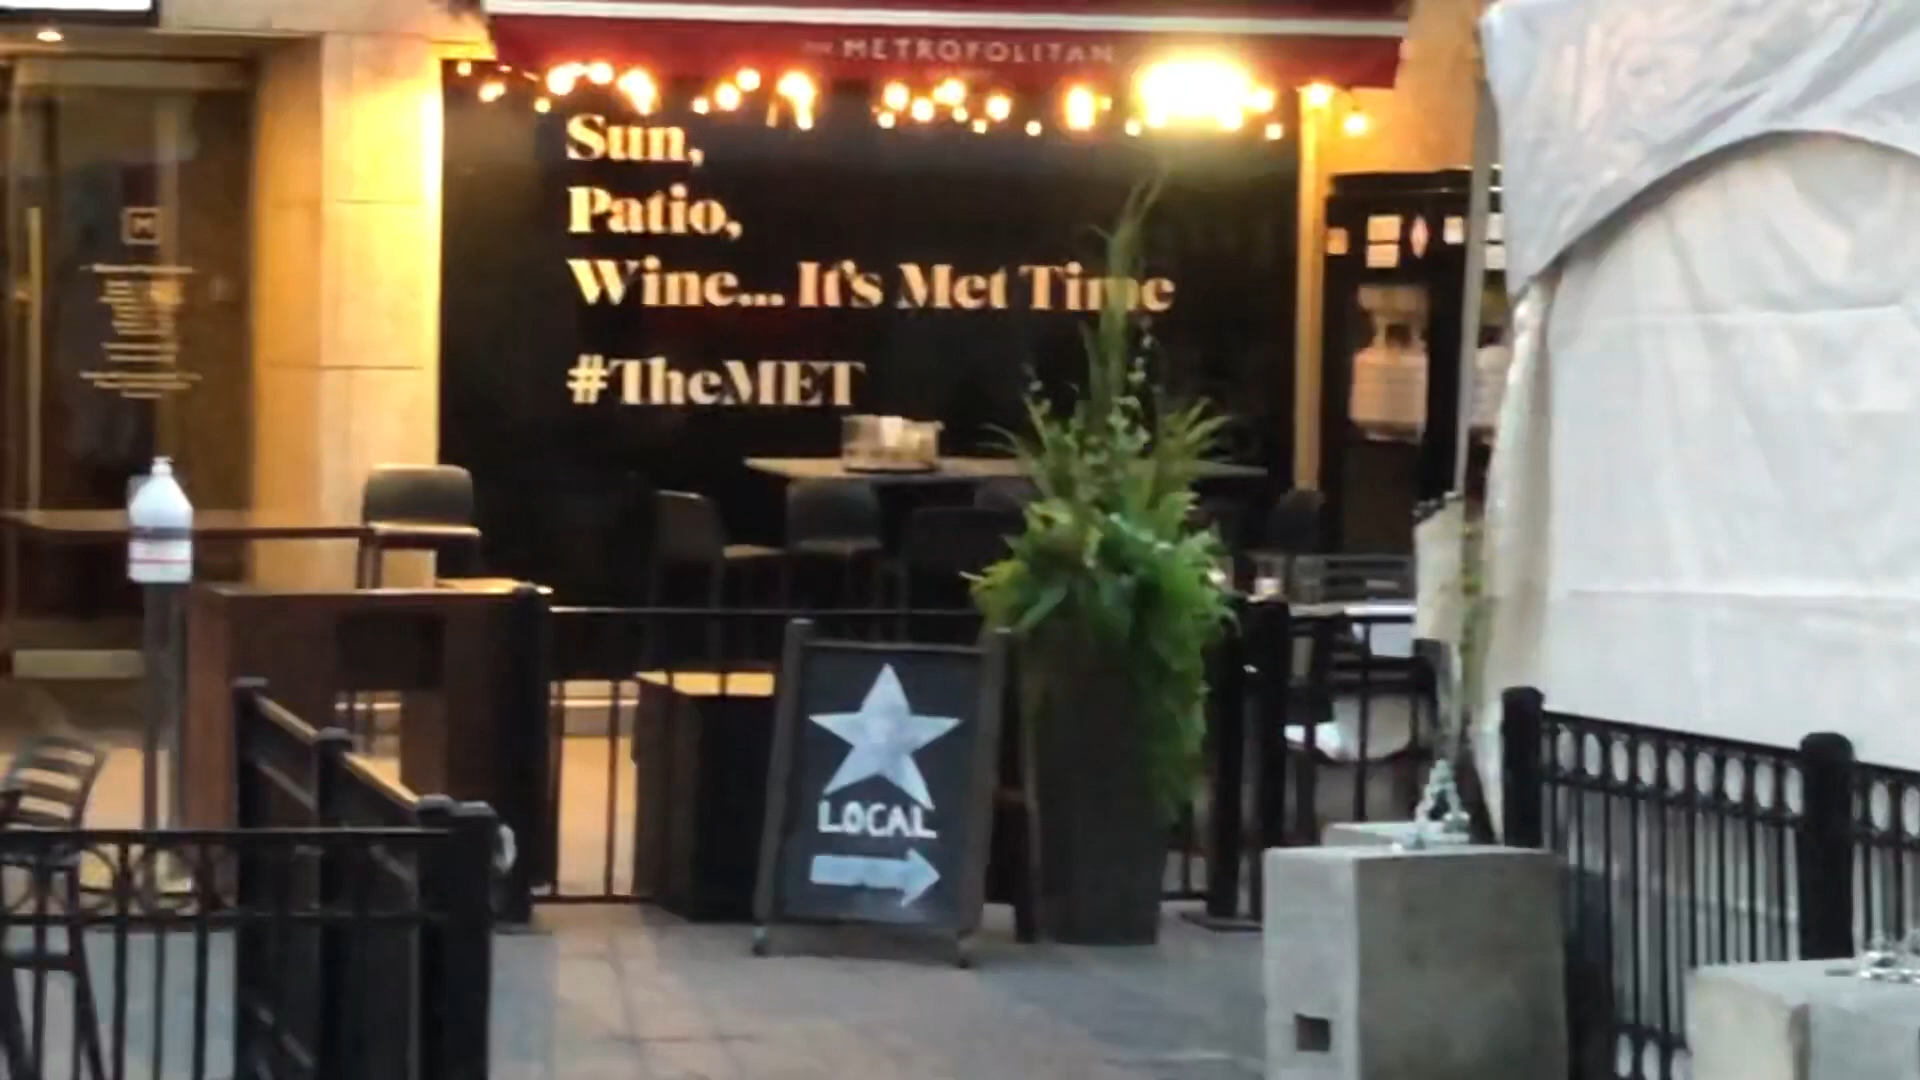 METROPOLITAN
Sun,
Patio,
Wine... It's Met Time
#TheMET
M
LOCAL